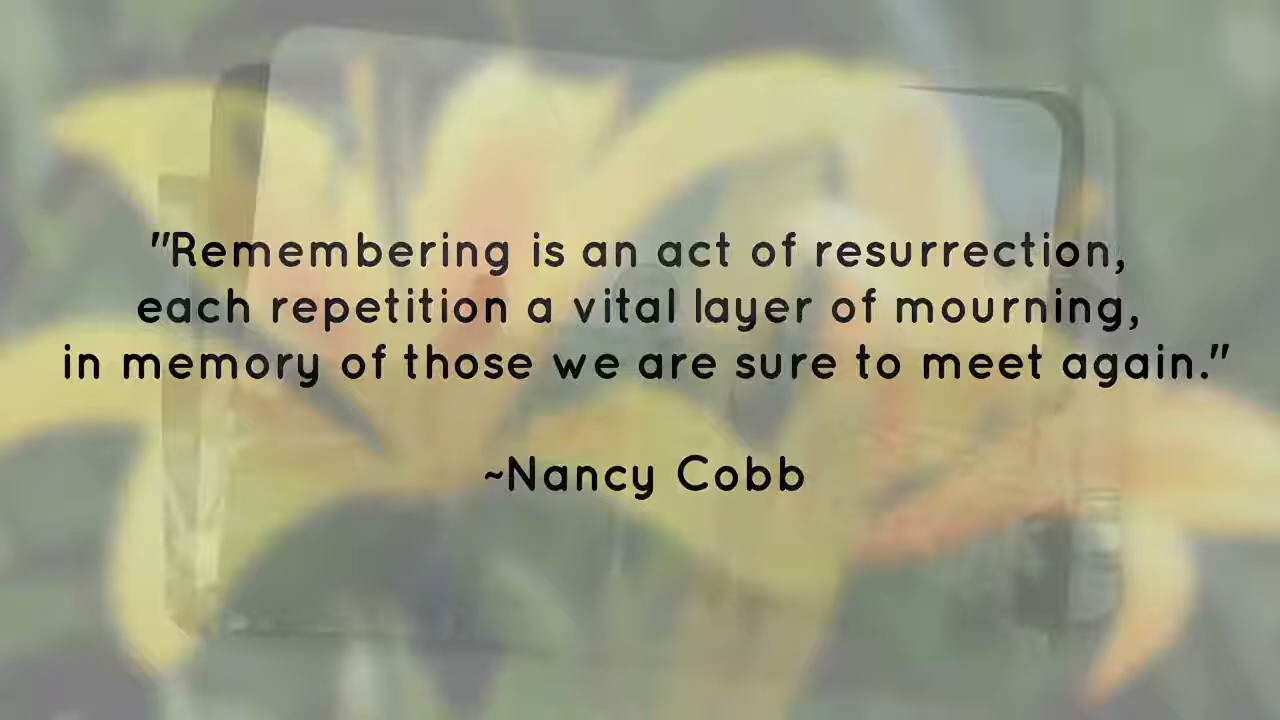 "Remembering is an act of resurrection,
each repetition a vital layer of mourning,
in memory of those we are sure to meet again."
~Nancy Cobb